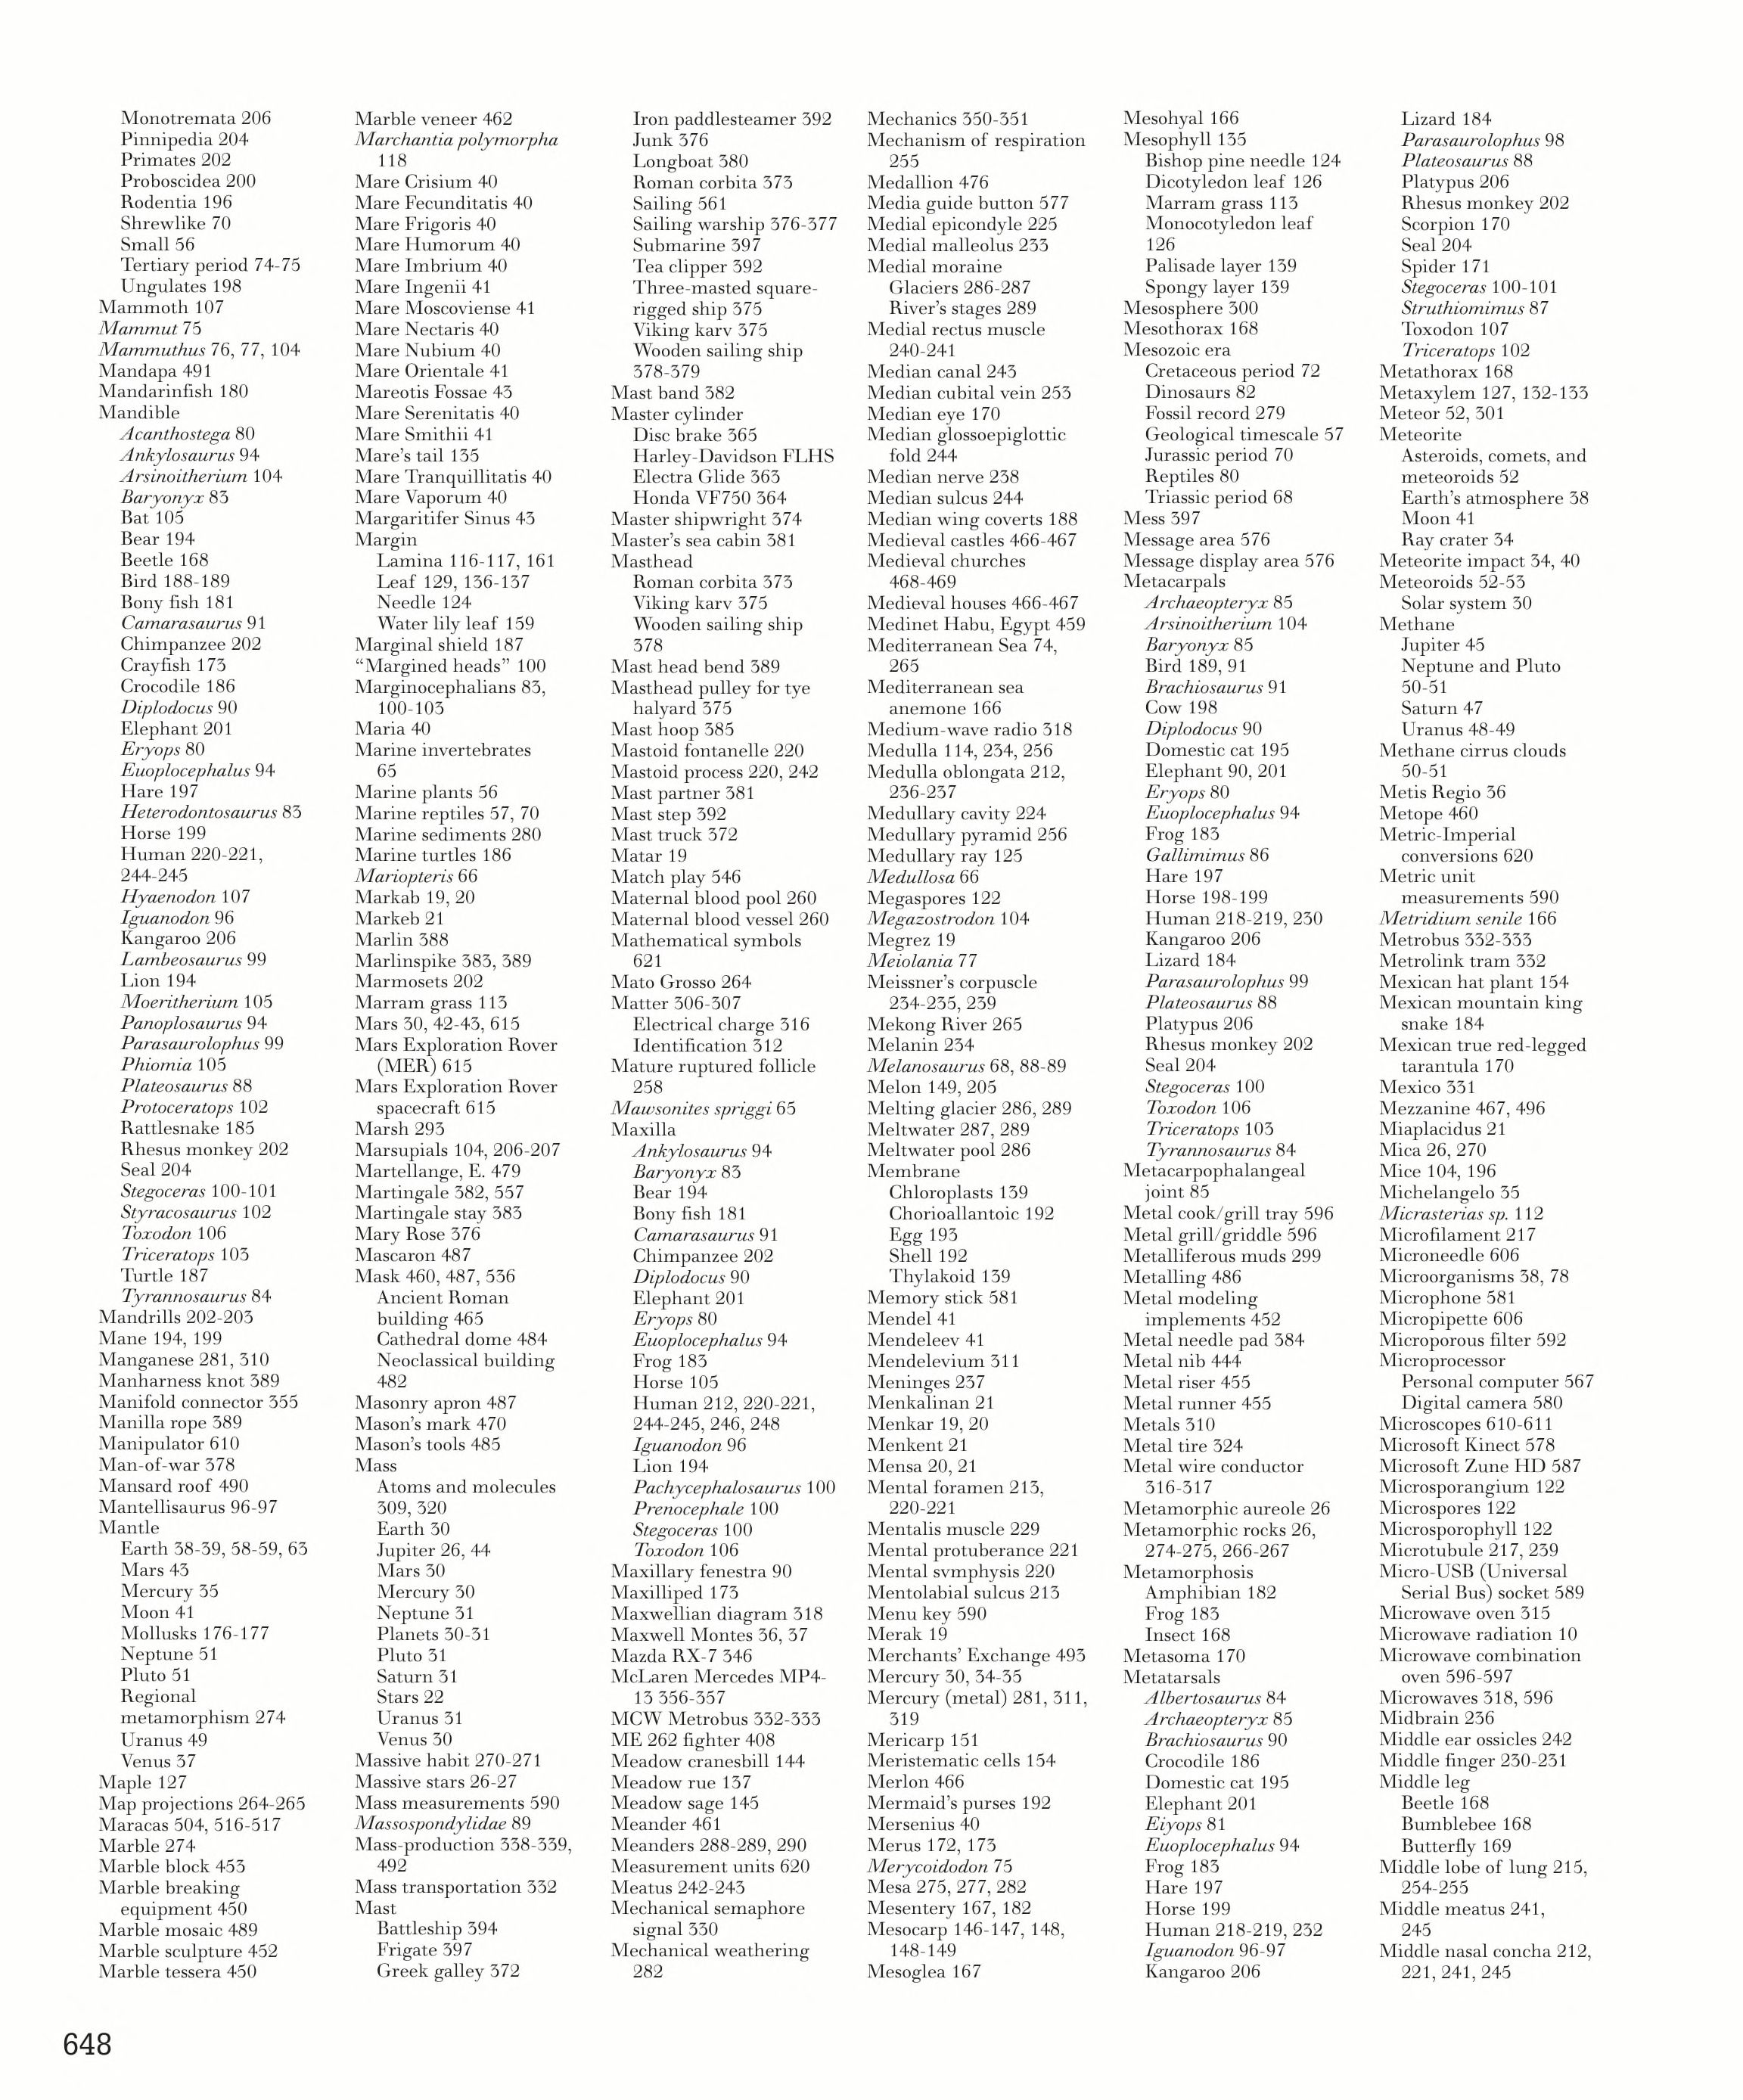 Monotremata 206
Pinnipedia 204
Primates 202
Proboscidea 200
Rodentia 196
Shrewlike 70
Small 56
Tertiary period 74-75
Ungulates 198
Mammoth 107
Mammut 75
Mammuthus 76, 77, 104
Mandapa 491
Mandarinfish 180
Mandible
Acanthostega 80
Ankylosaurus 94
Arsinoitherium 104
Baryonyx 83
Bat 105
Bear 194
Beetle 168
Bird 188-189
Bony fish 181
Camarasaurus 91
Chimpanzee 202
Crayfish 173
Crocodile 186
Diplodocus 90
Elephant 201
Eryops 80
Euoplocephalus 94
Hare 197
Heterodontosaurus 83
Horse 199
Human 220-221,
244-245
Hyaenodon 107
Iguanodon 96
Kangaroo 206
Lambeosaurus 99
Lion 194
Moeritherium 105
Panoplosaurus 94
Parasaurolophus 99
Phiomia 105
Plateosaurus 88
Protoceratops 102
Rattlesnake 185
Rhesus monkey 202
Seal 204
Stegoceras 100-101
Styracosaurus 102
Toxodon 106
Triceratops 103
Turtle 187
Tyrannosaurus 84
Mandrills 202-203
Mane 194, 199
Manganese 281, 310
Manharness knot 389
Manifold connector 355
Manilla rope 389
Manipulator 610
Man-of-war 378
Mansard roof 490
Mantellisaurus 96-97
Mantle
Earth 38-39, 58-59, 63
Mars 43
Mercury 35
Moon 41
Mollusks 176-177
Neptune 51
Pluto 51
Regional
metamorphism 274
Uranus 49
Venus 37
Maple 127
Map projections 264-265
Maracas 504, 516-517
Marble 274
Marble block 453
Marble breaking
equipment 450
Marble mosaic 489
Marble sculpture 452
Marble tessera 450
Marble veneer 462
Marchantia polymorpha
118
Mare Crisium 40
Mare Fecunditatis 40
Mare Frigoris 40
Mare Humorum 40
Mare Imbrium 40
Mare Ingenii 41
Mare Moscoviense 41
Mare Nectaris 40
Mare Nubium 40
Mare Orientale 41
Mareotis Fossae 43
Mare Serenitatis 40
Mare Smithii 41
Mare's tail 135
Mare Tranquillitatis 40
Mare Vaporum 40
Margaritifer Sinus 43
Margin
Lamina 116-117, 161
Leaf 129, 136-137
Needle 124
Water lily leaf 159
Marginal shield 187
“Margined heads” 100
Marginocephalians 83,
100-103
Maria 40
Marine invertebrates
65
Marine plants 56
Marine reptiles 57, 70
Marine sediments 280
Marine turtles 186
Mariopteris 66
Markab 19, 20
Markeb 21
Marlin 388
Marlinspike 383, 389
Marmosets 202
Marram grass 113
Mars 30, 42-43, 615
Mars Exploration Rover
(MER) 615
Mars Exploration Rover
spacecraft 615
Marsh 293
Marsupials 104, 206-207
Martellange, E. 479
Martingale 382, 557
Martingale stay 383
Mary Rose 376
Mascaron 487
Mask 460, 487, 536
Ancient Roman
building 465
Cathedral dome 484
Neoclassical building
482
Masonry apron 487
Mason's mark 470
Mason's tools 485
Mass
Atoms and molecules
309, 320
Earth 30
Jupiter 26, 44
Mars 30
Mercury 30
Neptune 31
Planets 30-31
Pluto 31
Saturn 31
Stars 22
Uranus 31
Venus 30
Massive habit 270-271
Massive stars 26-27
Mass measurements 590
Massospondylidae 89
Mass-production 338-339,
492
Mass transportation 332
Mast
Battleship 394
Frigate 397
Greek galley 372
Iron paddlesteamer 392
Junk 376
Longboat 380
Roman corbita 373
Sailing 561
Sailing warship 376-377
Submarine 397
Tea clipper 392
Three-masted square-
rigged ship 375
Viking karv 375
Wooden sailing ship
378-379
Mast band 382
Master cylinder
Disc brake 365
Harley-Davidson FLHS
Electra Glide 363
Honda VF750 364
Master shipwright 374
Master's sea cabin 381
Masthead
Roman corbita 373
Viking karv 375
Wooden sailing ship
378
Mast head bend 389
Masthead pulley for tye
halyard 375
Mast hoop 385
Mastoid fontanelle 220
Mastoid process 220, 242
Mast partner 381
Mast step 392
Mast truck 372
Matar 19
Match play 546
Maternal blood pool 260
Maternal blood vessel 260
Mathematical symbols
621
Mato Grosso 264
Matter 306-307
Electrical charge 316
Identification 312
Mature ruptured follicle
258
Mawsonites spriggi 65
Maxilla
Ankylosaurus 94
Baryonyx 83
Bear 194
Bony fish 181
Camarasaurus 91
Chimpanzee 202
Diplodocus 90
Elephant 201
Eryops 80
Euoplocephalus 94
Frog 183
Horse 105
Human 212, 220-221,
244-245, 246, 248
Iguanodon 96
Lion 194
Pachycephalosaurus 100
Prenocephale 100
Stegoceras 100
Toxodon 106
Maxillary fenestra 90
Maxilliped 173
Maxwellian diagram 318
Maxwell Montes 36, 37
Mazda RX-7 346
McLaren Mercedes MP4-
13 356-357
MCW Metrobus 332-333
ME 262 fighter 408
Meadow cranesbill 144
Meadow rue 137
Meadow sage 145
Meander 461
Meanders 288-289, 290
Measurement units 620
Meatus 242-243
Mechanical semaphore
signal 330
Mechanical weathering
282
Mechanics 350-351
Mechanism of respiration
255
Medallion 476
Media guide button 577
Medial epicondyle 225
Medial malleolus 233
Medial moraine
Glaciers 286-287
River's stages 289
Medial rectus muscle
240-241
Median canal 243
Median cubital vein 253
Median eye 170
Median glossoepiglottic
fold 244
Median nerve 238
Median sulcus 244
Median wing coverts 188
Medieval castles 466-467
Medieval churches
468-469
Medieval houses 466-467
Medinet Habu, Egypt 459
Mediterranean Sea 74,
265
Mediterranean sea
anemone 166
Medium-wave radio 318
Medulla 114, 234, 256
Medulla oblongata 212,
236-237
Medullary cavity 224
Medullary pyramid 256
Medullary ray 125
Medullosa 66
Megaspores 122
Megazostrodon 104
Megrez 19
Meiolania 77
Meissner's corpuscle
234-235, 239
Mekong River 265
Melanin 234
Melanosaurus 68, 88-89
Melon 149, 205
Melting glacier 286, 289
Meltwater 287, 289
Meltwater pool 286
Membrane
Chloroplasts 139
Chorioallantoic 192
Egg 193
Shell 192
Thylakoid 139
Memory stick 581
Mendel 41
Mendeleev 41
Mendelevium 311
Meninges 237
Menkalinan 21
Menkar 19, 20
Menkent 21
Mensa 20, 21
Mental foramen 213,
220-221
Mentalis muscle 229
Mental protuberance 221
Mental svmphysis 220
Mentolabial sulcus 213
Menu key 590
Merak 19
Merchants' Exchange 493
Mercury 30, 34-35
Mercury (metal) 281, 311,
319
Mericarp 151
Meristematic cells 154
Merlon 466
Mermaid's purses 192
Mersenius 40
Merus 172, 173
Merycoidodon 75
Mesa 275, 277, 282
Mesentery 167, 182
Mesocarp 146-147, 148,
148-149
Mesoglea 167
Mesohyal 166
Mesophyll 135
Bishop pine needle 124
Dicotyledon leaf 126
Marram grass 113
Monocotyledon leaf
126
Palisade layer 139
Spongy layer 139
Mesosphere 300
Mesothorax 168
Mesozoic era
Cretaceous period 72
Dinosaurs 82
Fossil record 279
Geological timescale 57
Jurassic period 70
Reptiles 80
Triassic period 68
Mess 397
Message area 576
Message display area 576
Metacarpals
Archaeopteryx 85
Arsinoitherium 104
Baryonyx 85
Bird 189, 91
Brachiosaurus 91
Cow 198
Diplodocus 90
Domestic cat 195
Elephant 90, 201
Eryops 80
Euoplocephalus 94
Frog 183
Gallimimus 86
Hare 197
Horse 198-199
Human 218-219, 230
Kangaroo 206
Lizard 184
Parasaurolophus 99
Plateosaurus 88
Platypus 206
Rhesus monkey 202
Seal 204
Stegoceras 100
Toxodon 106
Triceratops 103
Tyrannosaurus 84
Metacarpophalangeal
joint 85
Metal cook/grill tray 596
Metal grill/griddle 596
Metalliferous muds 299
Metalling 486
Metal modeling
implements 452
Metal needle pad 384
Metal nib 444
Metal riser 455
Metal runner 455
Metals 310
Metal tire 324
Metal wire conductor
316-317
Metamorphic aureole 26
Metamorphic rocks 26,
274-275, 266-267
Metamorphosis
Amphibian 182
Frog 183
Insect 168
Metasoma 170
Metatarsals
Albertosaurus 84
Archaeopteryx 85
Brachiosaurus 90
Crocodile 186
Domestic cat 195
Elephant 201
Eiyops 81
Euoplocephalus 94
Frog 183
Hare 197
Horse 199
Human 218-219, 232
Iguanodon 96-97
Kangaroo 206
Lizard 184
Parasaurolophus 98
Plateosaurus 88
Platypus 206
Rhesus monkey 202
Scorpion 170
Seal 204
Spider 171
Stegoceras 100-101
Struthiomimus 87
Toxodon 107
Triceratops 102
Metathorax 168
Metaxylem 127, 132-133
Meteor 52, 301
Meteorite
Asteroids, comets, and
meteoroids 52
Earth's atmosphere 38
Moon 41
Ray crater 34
Meteorite impact 34, 40
Meteoroids 52-53
Solar system 30
Methane
Jupiter 45
Neptune and Pluto
50-51
Saturn 47
Uranus 48-49
Methane cirrus clouds
50-51
Metis Regio 36
Metope 460
Metric-Imperial
conversions 620
Metric unit
measurements 590
Metridium senile 166
Metrobus 332-333
Metrolink tram 332
Mexican hat plant 154
Mexican mountain king
snake 184
Mexican true red-legged
tarantula 170
Mexico 331
Mezzanine 467, 496
Miaplacidus 21
Mica 26, 270
Mice 104, 196
Michelangelo 35
Micrasterias sp. 112
Microfilament 217
Microneedle 606
Microorganisms 38, 78
Microphone 581
Micropipette 606
Microporous filter 592
Microprocessor
Personal computer 567
Digital camera 580
Microscopes 610-611
Microsoft Kinect 578
Microsoft Zune HD 587
Microsporangium 122
Microspores 122
Microsporophyll 122
Microtubule 217, 239
Micro-USB (Universal
Serial Bus) socket 589
Microwave oven 315
Microwave radiation 10
Microwave combination
oven 596-597
Microwaves 318, 596
Midbrain 236
Middle ear ossicles 242
Middle finger 230-231
Middle leg
Beetle 168
Bumblebee 168
Butterfly 169
Middle lobe of lung 215,
254-255
Middle meatus 241,
245
Middle nasal concha 212,
221, 241, 245
648